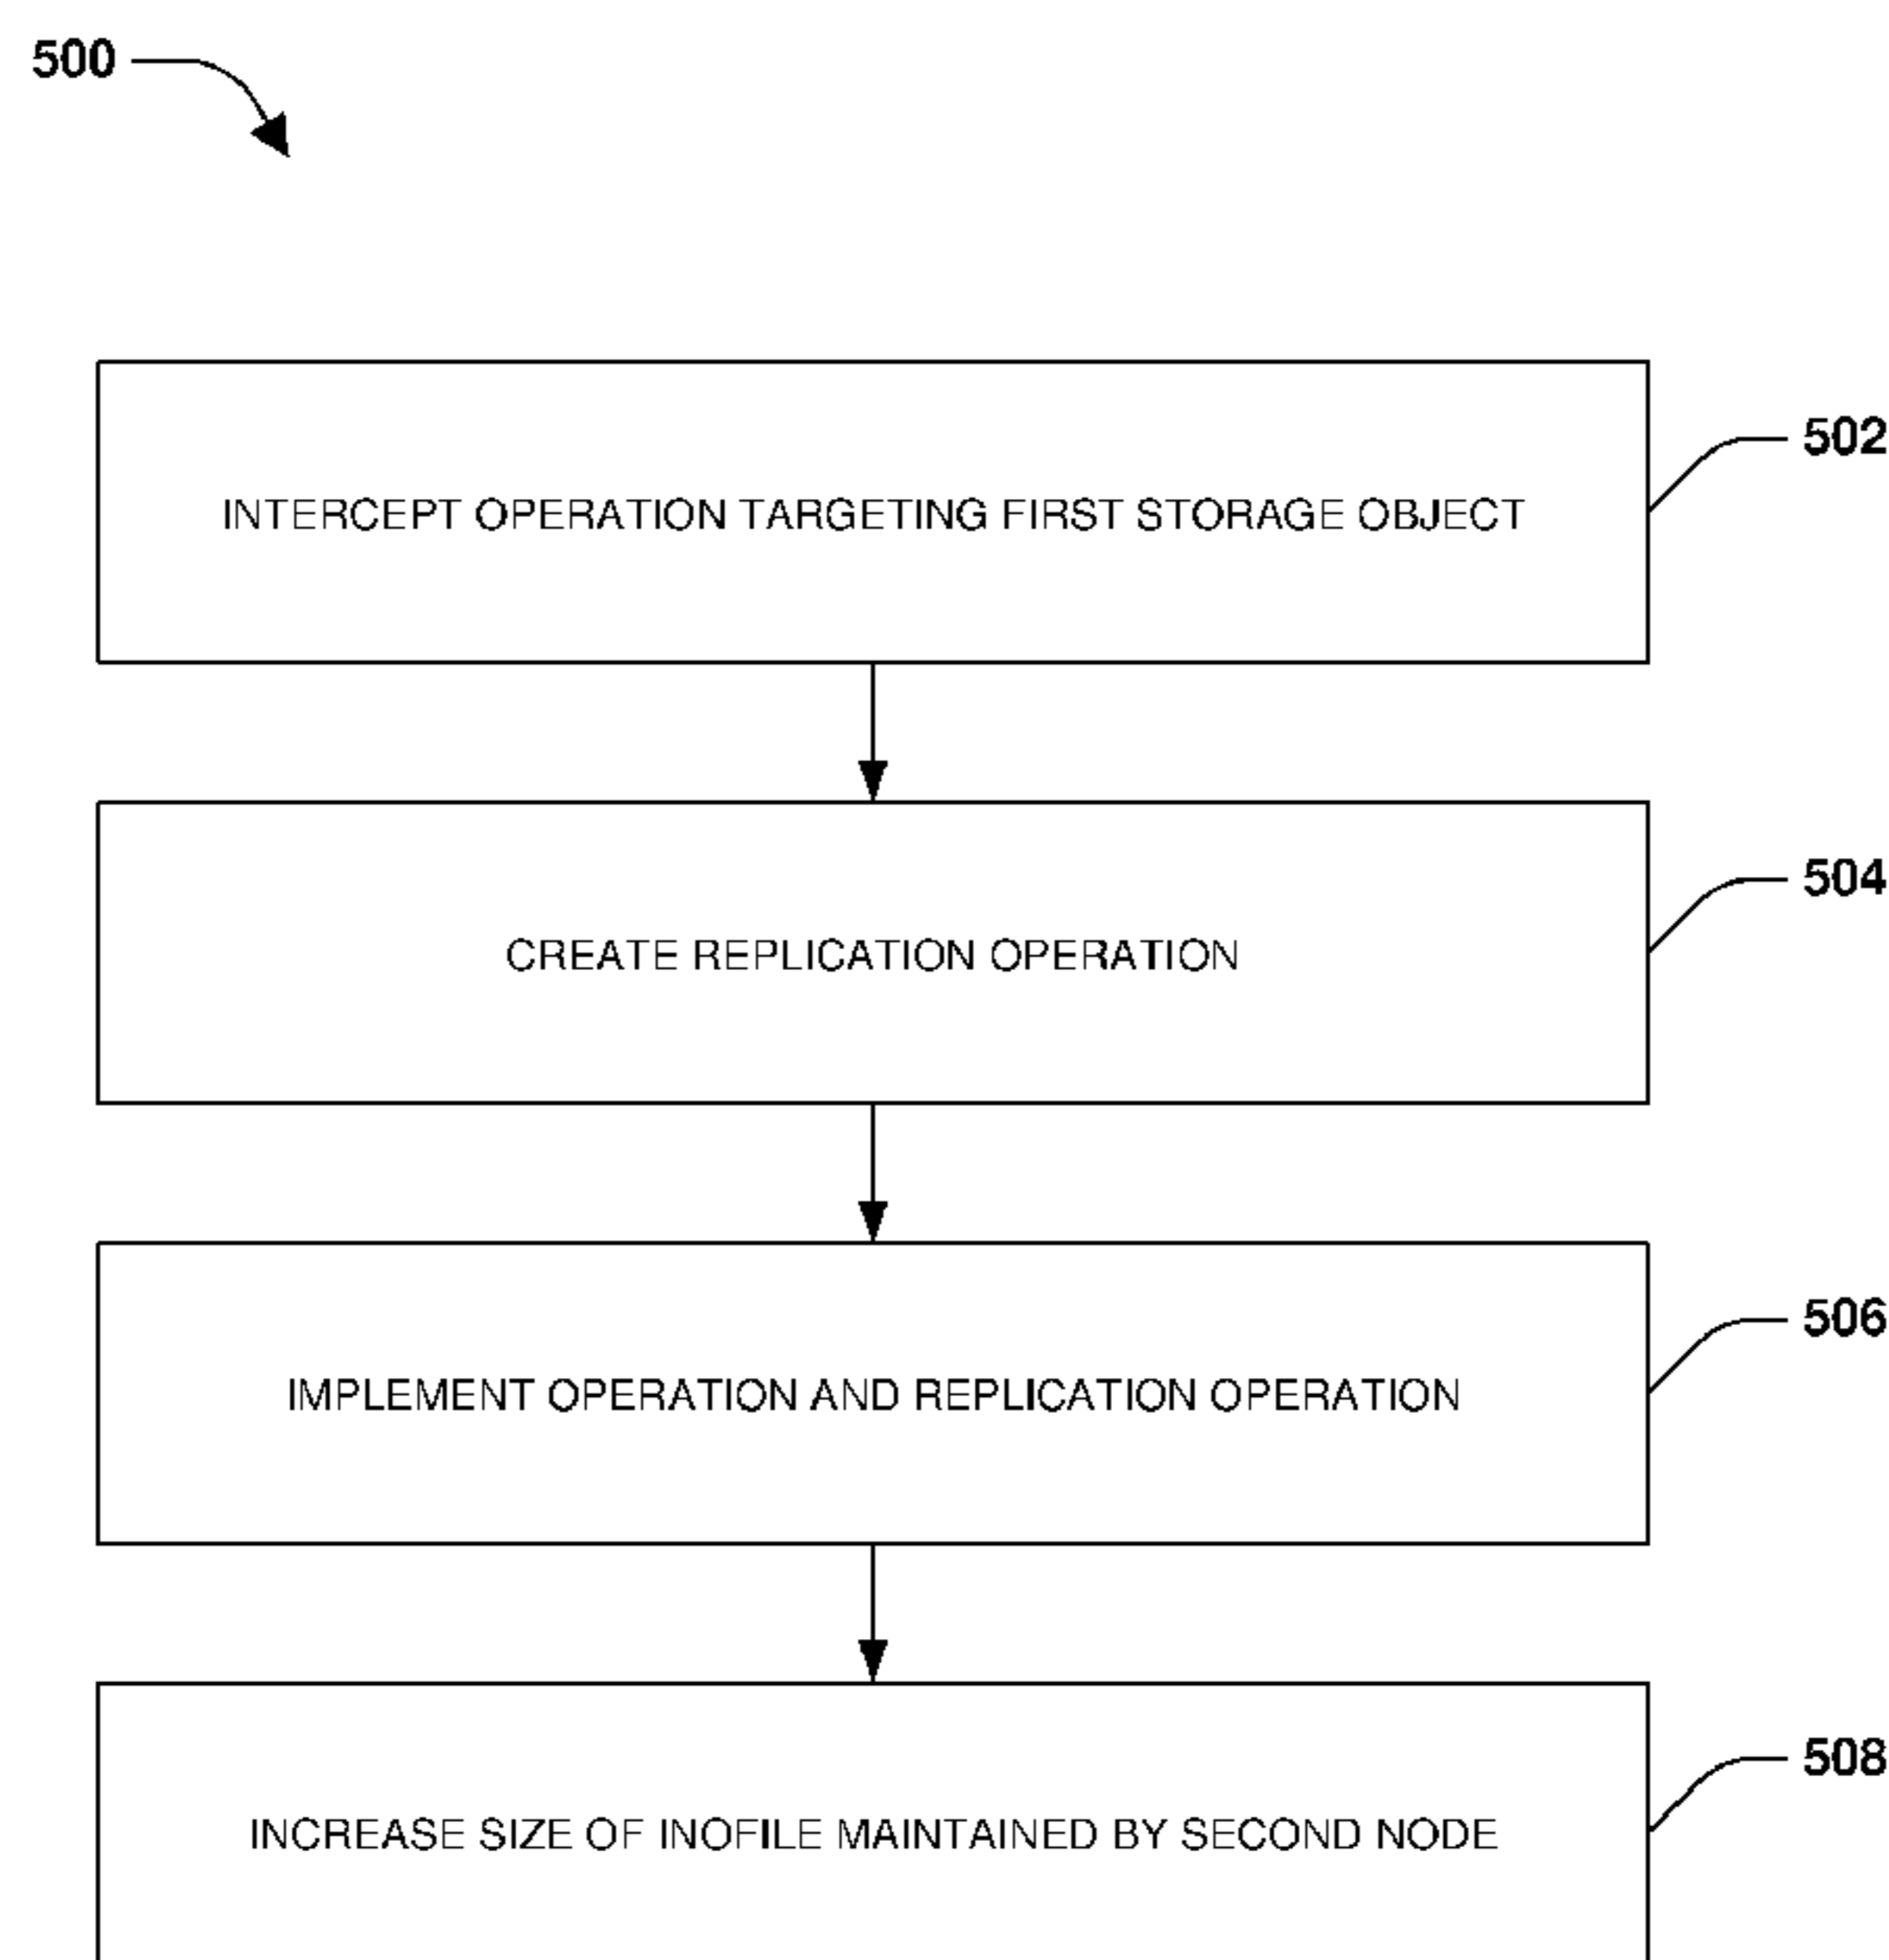 500
502
INTERCEPT OPERATION TARGETING FIRST STORAGE OBJECT
504
CREATE REPLICATION OPERATION
506
IMPLEMENT OPERATION AND REPLICATION OPERATION
508
INCREASE SIZE OF INOFILE MAINTAINED BY SECOND NODE